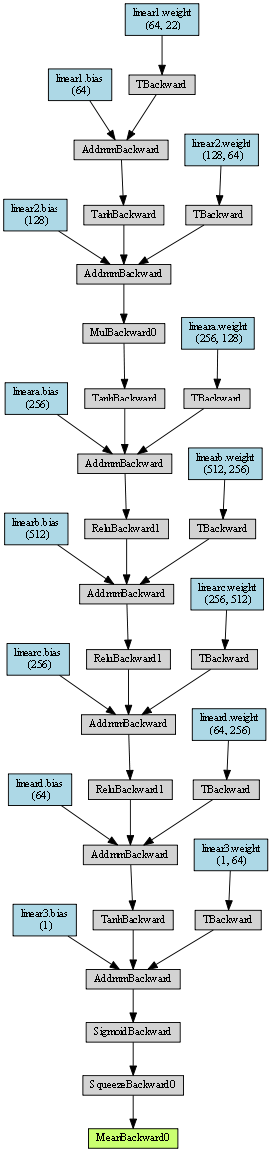 linear1.weight
(64, 22)
linear1.bias
(64)
TBackward
AddmmBackward
linear2.weight
(128, 64)
linear2.bias
(128)
TanhBackward
TBackward
AddmmBackward
MulBackward0
lineara.weight
(256, 128)
lineara.bias
(256)
TanhBackward
TBackward
AddmmBackward
linearb.weight
(512, 256)
linearb.bias
(512)
ReluBackward1
TBackward
AddmmBackward
linearc.weight
(256, 512)
linearc.bias
(256)
ReluBackward1
TBackward
AddmmBackward
lineard.weight
(64, 256)
lineard.bias
(64)
ReluBackward1
TBackward
AddmmBackward
linear3.weight
(1, 64)
linear3.bias
(1)
TanhBackward
TBackward
AddmmBackward
SigmoidBackward
SqueezeBackward0
MeanBackward0